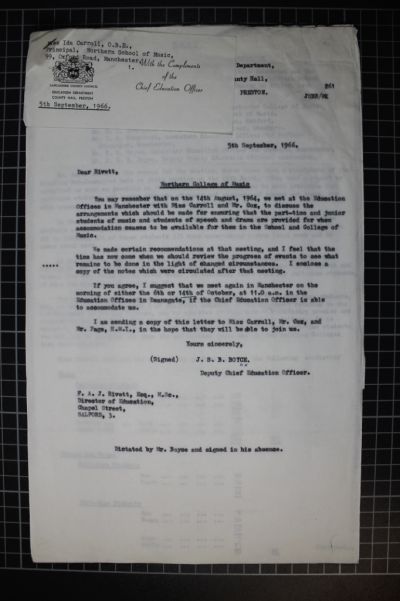 Miss Ida Carroll, O.B.E.,
Principal, Northern School of Music,
99, Oxford Road, Manchester,
1.
With the Compliments
of the
Chief Education Officer
LANCASHIRE COUNTY COUNCIL
EDUCATION DEPARTMENT
COUNTY HALL, PRESTON
5th September, 1966.
Department,
unty Hall,
PRESTON.
5th September, 1966.
Dear Rivett,
Northern College of Music
You may remember that on the 14th August, 1964, we met at the Education
Offices in Manchester with Miss Carroll and Mr. Cox, to discuss the
arrangements which should be made for ensuring that the part-time and junior
students of music and students of speech and drama are provided for when
accommodation ceases to be available for them in the School and College of
Music.
We made certain recommendations at that meeting, and I feel that the
time has now come when we should review the progress of events to see what
remains to be done in the light of changed circumstances. I enclose a
copy of the notes which were circulated after that meeting.
If you agree, I suggest that we meet again in Manchester on the
morning of either the 6th or 14th of October, at 11.0 a.m. in the
Education Offices in Deansgate, if the Chief Education Officer is able
to accommodate us.
I am sending a copy of this letter to Miss Carroll, Mr. Cox, and
Mr. Page, H.M.I., in the hope that they will be able to join us.
Yours sincerely,
(Signed) J. S. B. BOYCE.
Deputy Chief Education Officer.
F. A. J. Rivett, Esq., M.Sc.,
Director of Education,
Chapel Street,
SALFORD, 3.
Dictated by Mr. Boyce and signed in his absence.